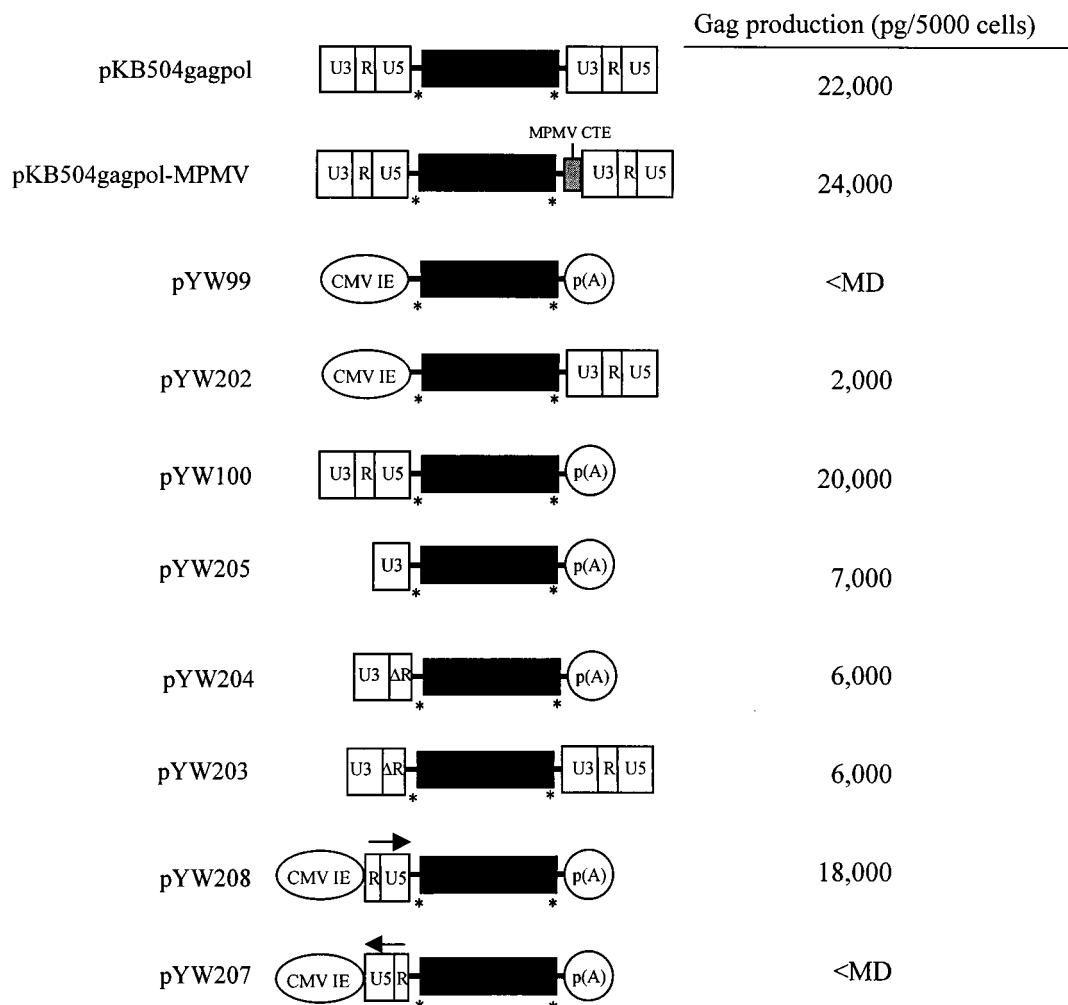 Gag production (pg/5000 cells)
pKB504gagpol U3 R U5 U3 R U5 22,000
* *
MPMV CTE
pKB504gagpol-MPMV U3 R U5 U3 R U5 24,000
* *
pYW99 CMV IE p(A) <MD
* *
pYW202 CMV IE U3 R U5 2,000
* *
pYW100 U3 R U5 p(A) 20,000
* *
pYW205 U3 p(A) 7,000
* *
pYW204 U3 ΔR p(A) 6,000
* *
pYW203 U3 ΔR U3 R U5 6,000
* *
pYW208 CMV IE R U5 p(A) 18,000
* *
pYW207 CMV IE U5 R p(A) <MD
* *